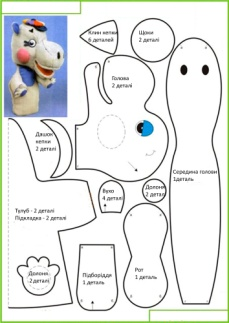 Клин кепки
6 деталей
Щоки
2 деталі
Голова
2 деталі
Дашок
кепки
2 деталі
Середина голови
1деталь
Вухо
4 деталі
Долоня
2 деталі
Тулуб - 2 деталі
Підкладка - 2 деталі
Долоня
2 деталі
Підборіддя
1 деталь
Рот
1 деталь